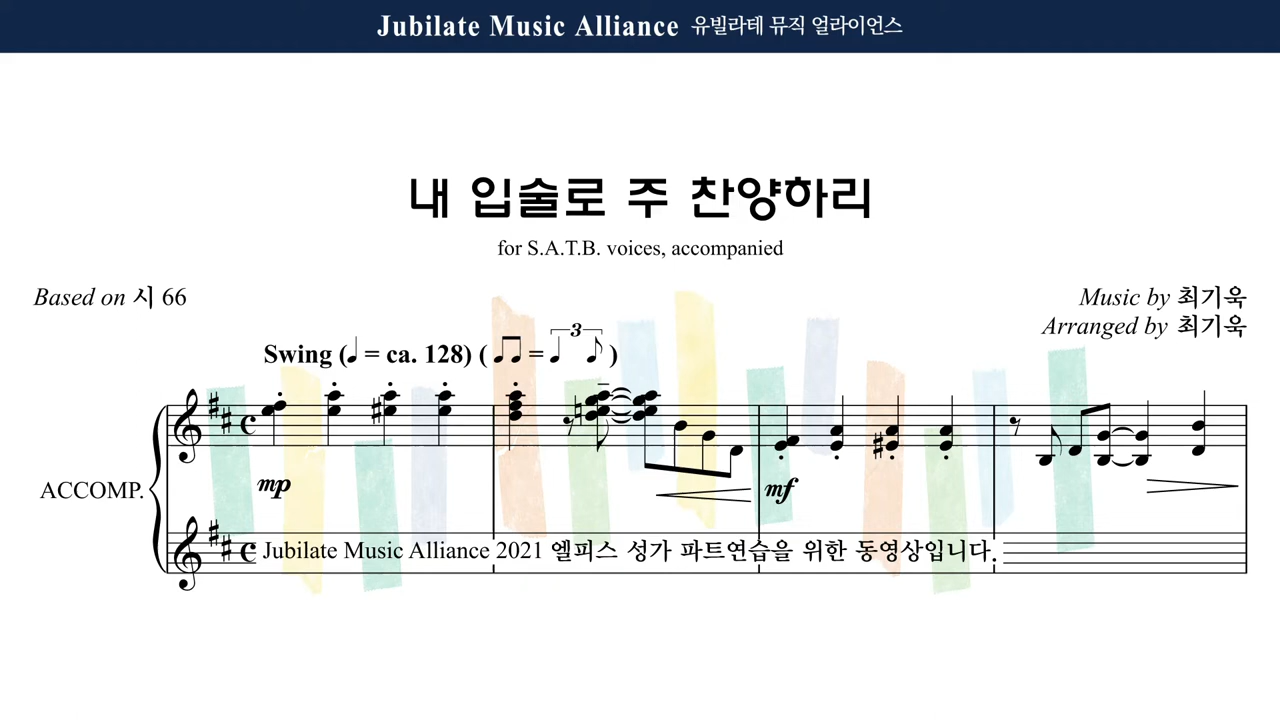 Jubilate Music Alliance 유빌라테 뮤직 얼라이언스
내 입술로 주 찬양하리
for S.A.T.B. voices, accompanied
Based on 시 66
Music by 최기욱
Arranged by 최기욱
Swing (♩ = ca. 128) (♫ = ♩ ♪ 3)
mp
mf
ACCOMP.
Jubilate Music Alliance 2021 엘피스 성가 파트연습을 위한 동영상입니다.